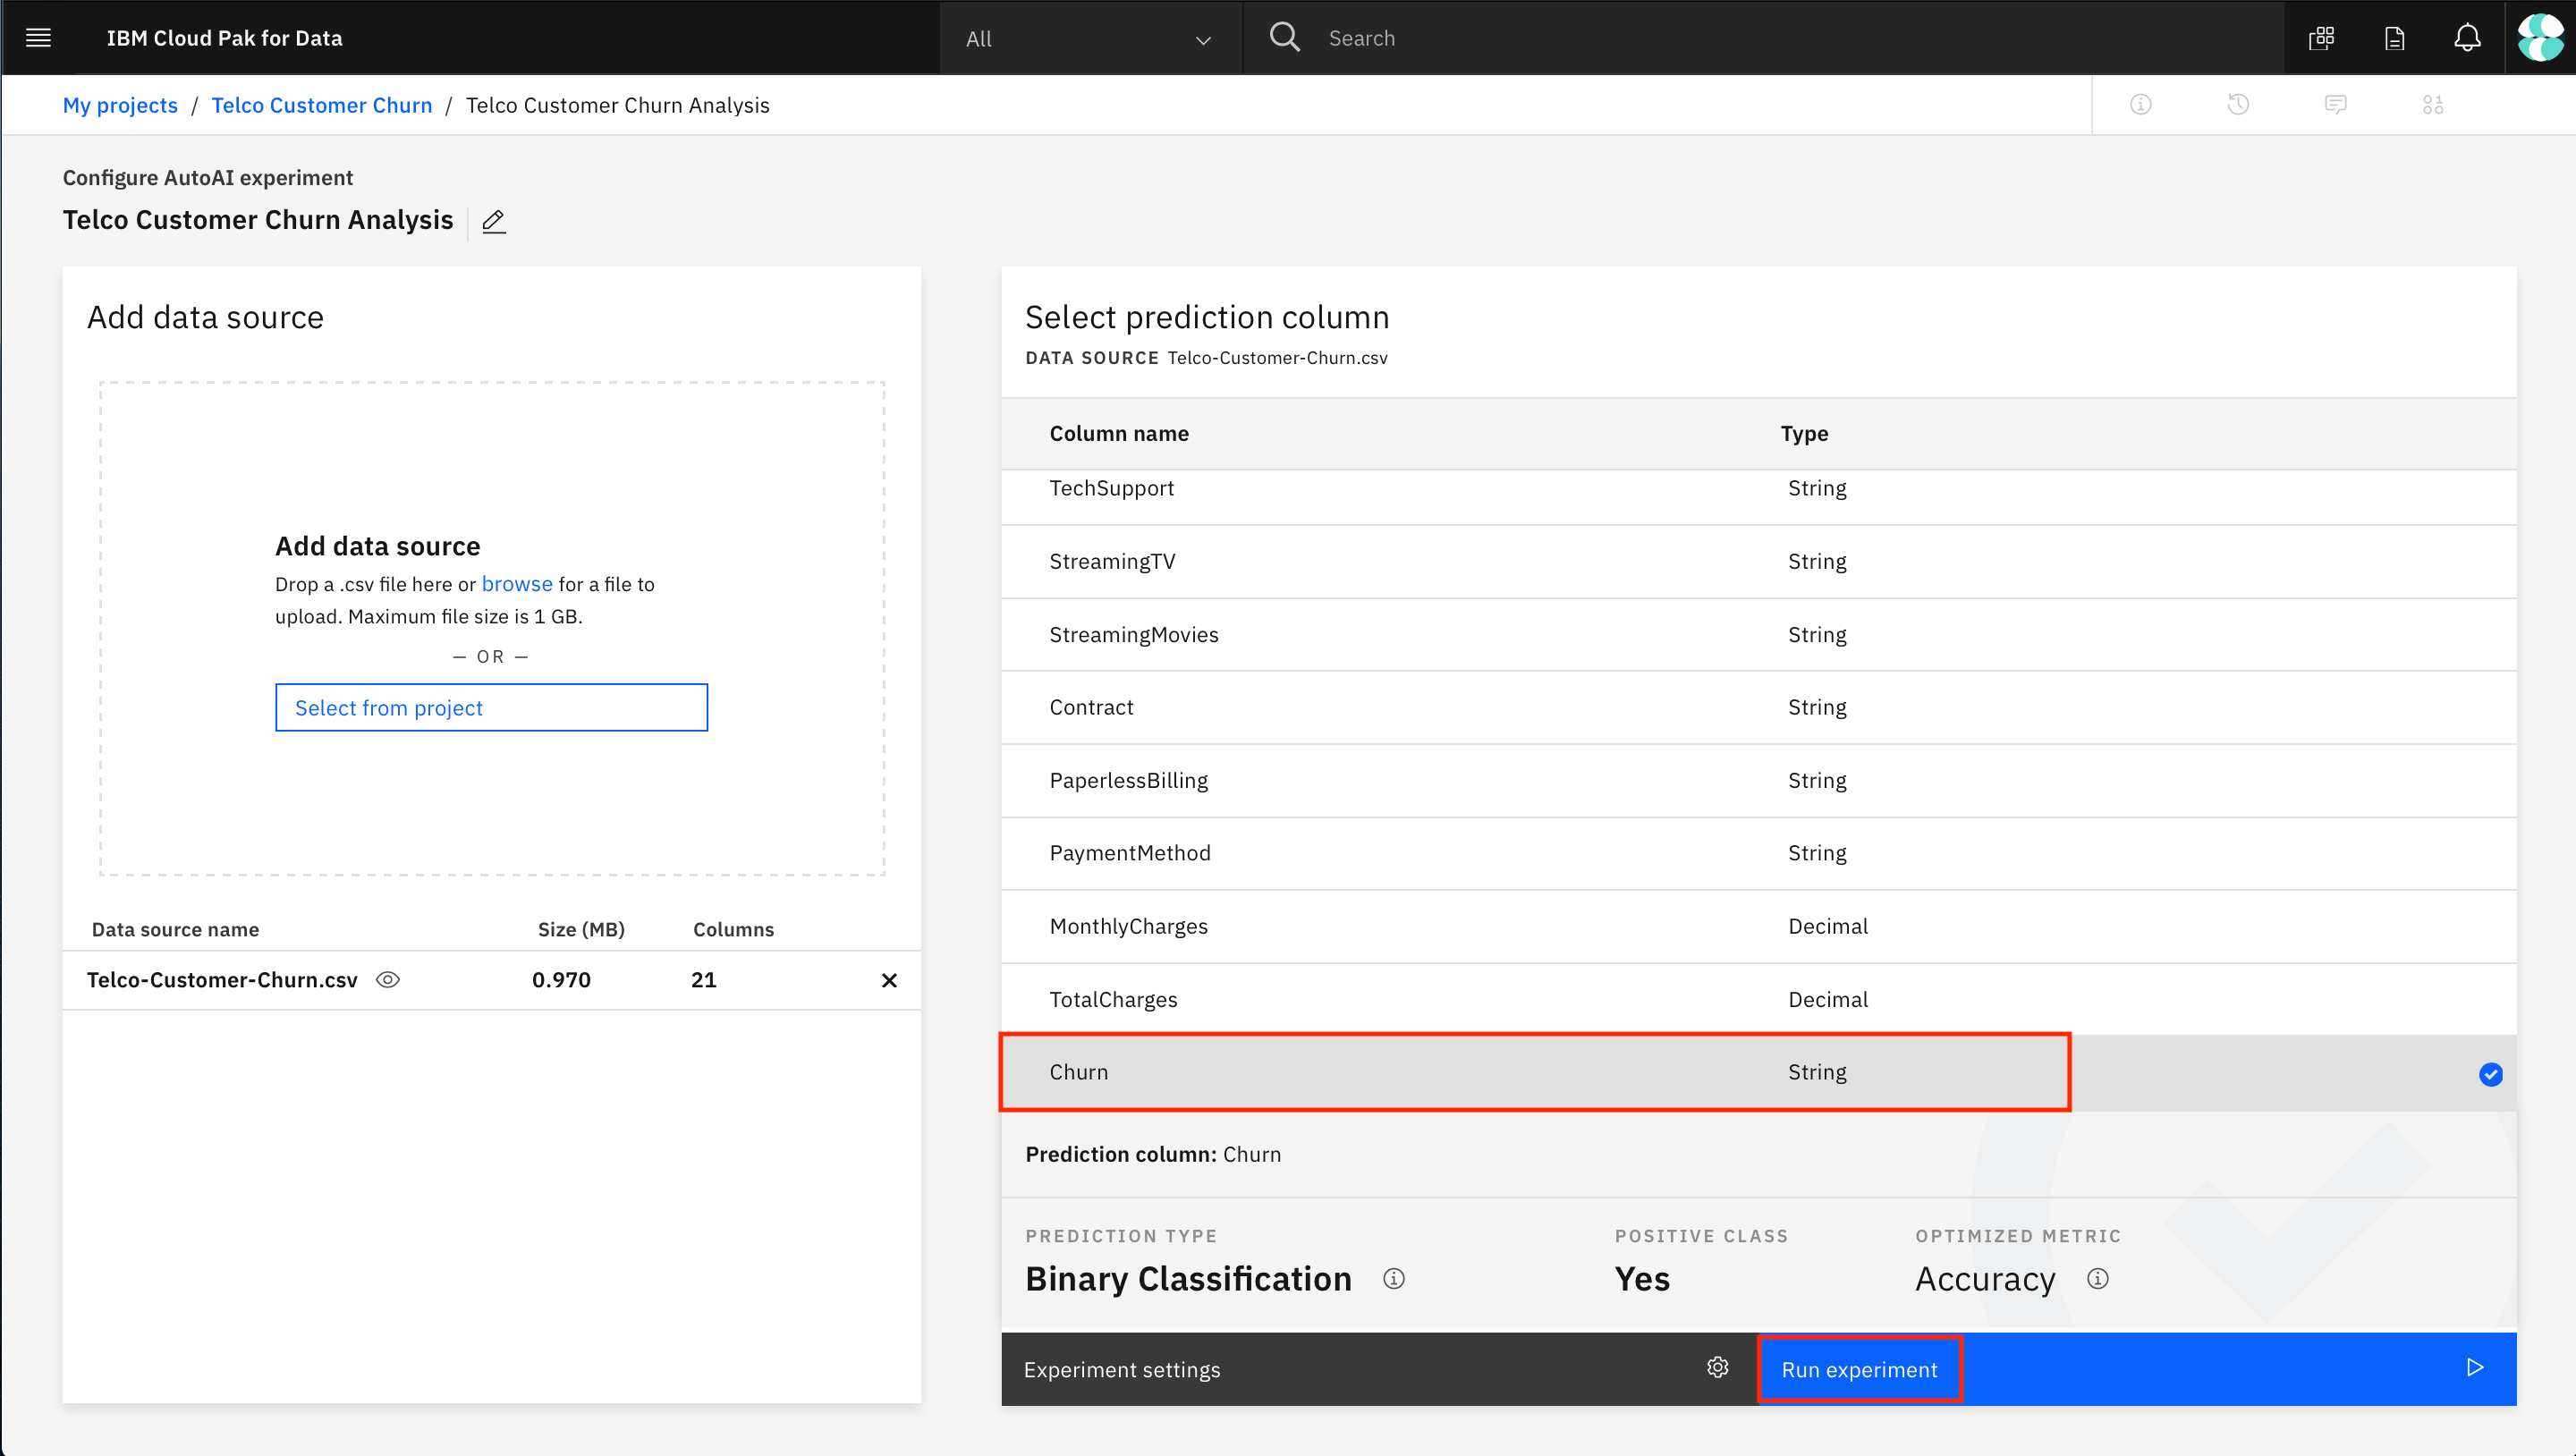 IBM Cloud Pak for Data
All
Search
My projects / Telco Customer Churn / Telco Customer Churn Analysis
Configure AutoAI experiment
Telco Customer Churn Analysis
Add data source
Add data source
Drop a .csv file here or browse for a file to
upload. Maximum file size is 1 GB.
— OR —
Select from project
Data source name Size (MB) Columns
Telco-Customer-Churn.csv 0.970 21
Select prediction column
DATA SOURCE Telco-Customer-Churn.csv
Column name Type
TechSupport String
StreamingTV String
StreamingMovies String
Contract String
PaperlessBilling String
PaymentMethod String
MonthlyCharges Decimal
TotalCharges Decimal
Churn String
Prediction column: Churn
PREDICTION TYPE POSITIVE CLASS OPTIMIZED METRIC
Binary Classification Yes Accuracy
Experiment settings Run experiment